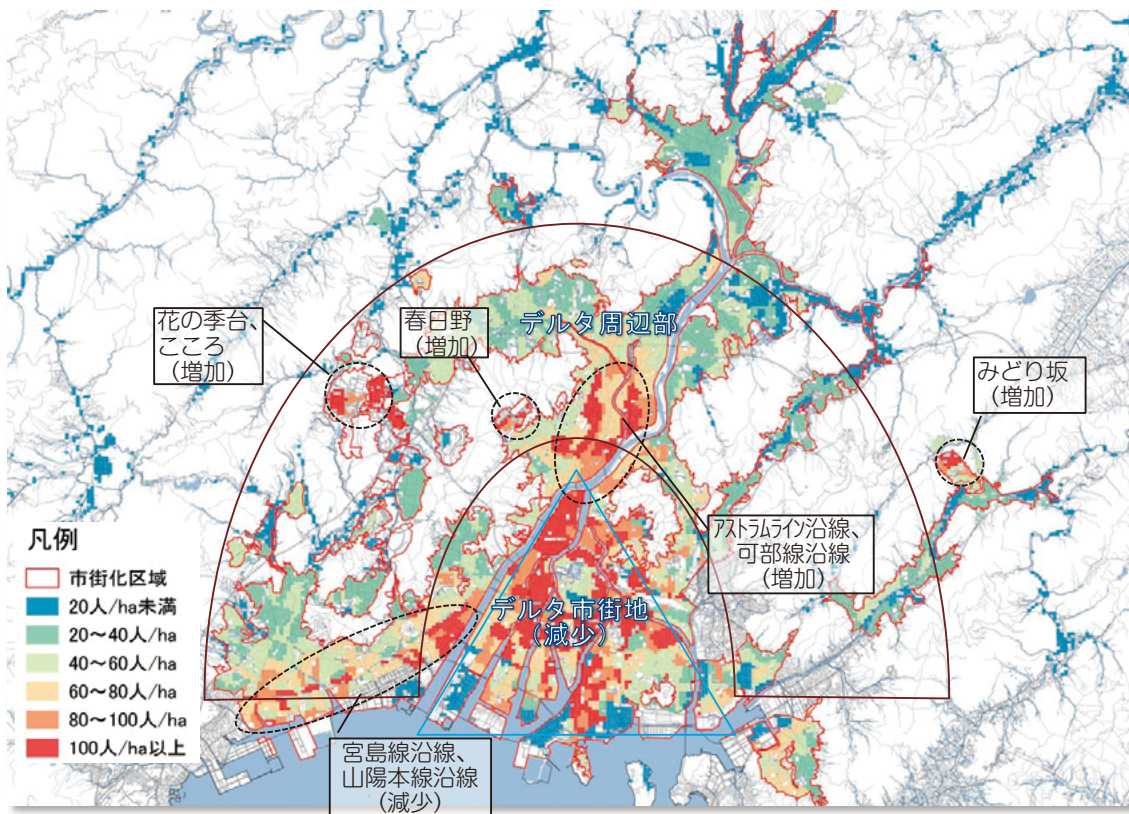 花の季台、
こころ
（増加）
春日野
（増加）
デルタ周辺部
みどり坂
（増加）
アストラムライン沿線、
可部線沿線
（増加）
デルタ市街地
（減少）
宮島線沿線、
山陽本線沿線
（減少）
凡例
市街化区域
20人/ha未満
20～40人/ha
40～60人/ha
60～80人/ha
80～100人/ha
100人/ha以上